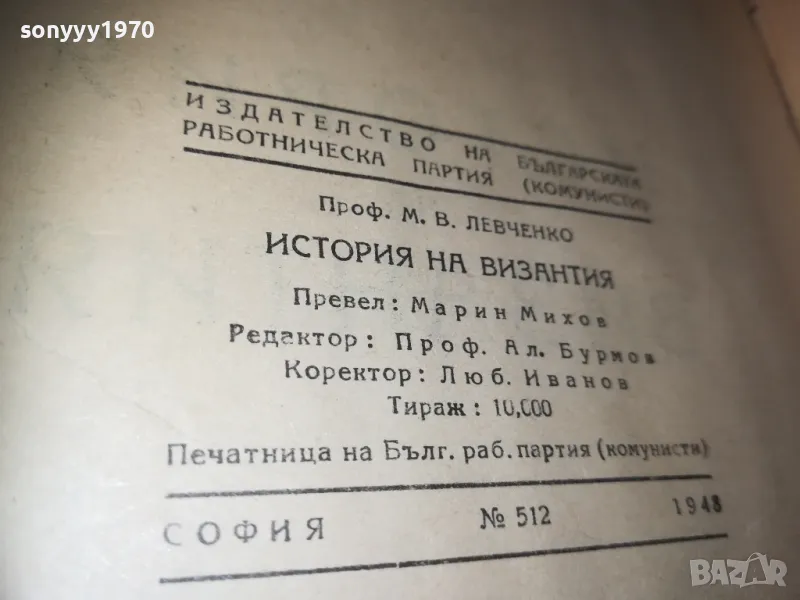 sonyyy1970
ИЗДАТЕЛСТВО НА БЪЛГАРСКАТА
РАБОТНИЧЕСКА ПАРТИЯ (КОМУНИСТИ)
Проф. М. В. ЛЕВЧЕНКО
ИСТОРИЯ НА ВИЗАНТИЯ
Превел: Марин Михов
Редактор: Проф. Ал. Бурмов
Коректор: Люб. Иванов
Тираж: 10,000
Печатница на Бълг. раб. партия (комунисти)
СОФИЯ № 512 1948
BAZAR